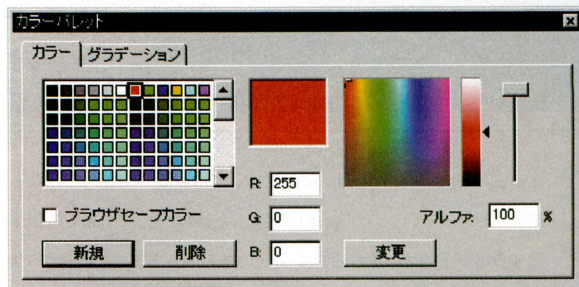 カラーパレット
カラー
グラデーション
R: 255
ブラウザセーフカラー
G: 0
アルファ: 100 %
新規
削除
B: 0
変更